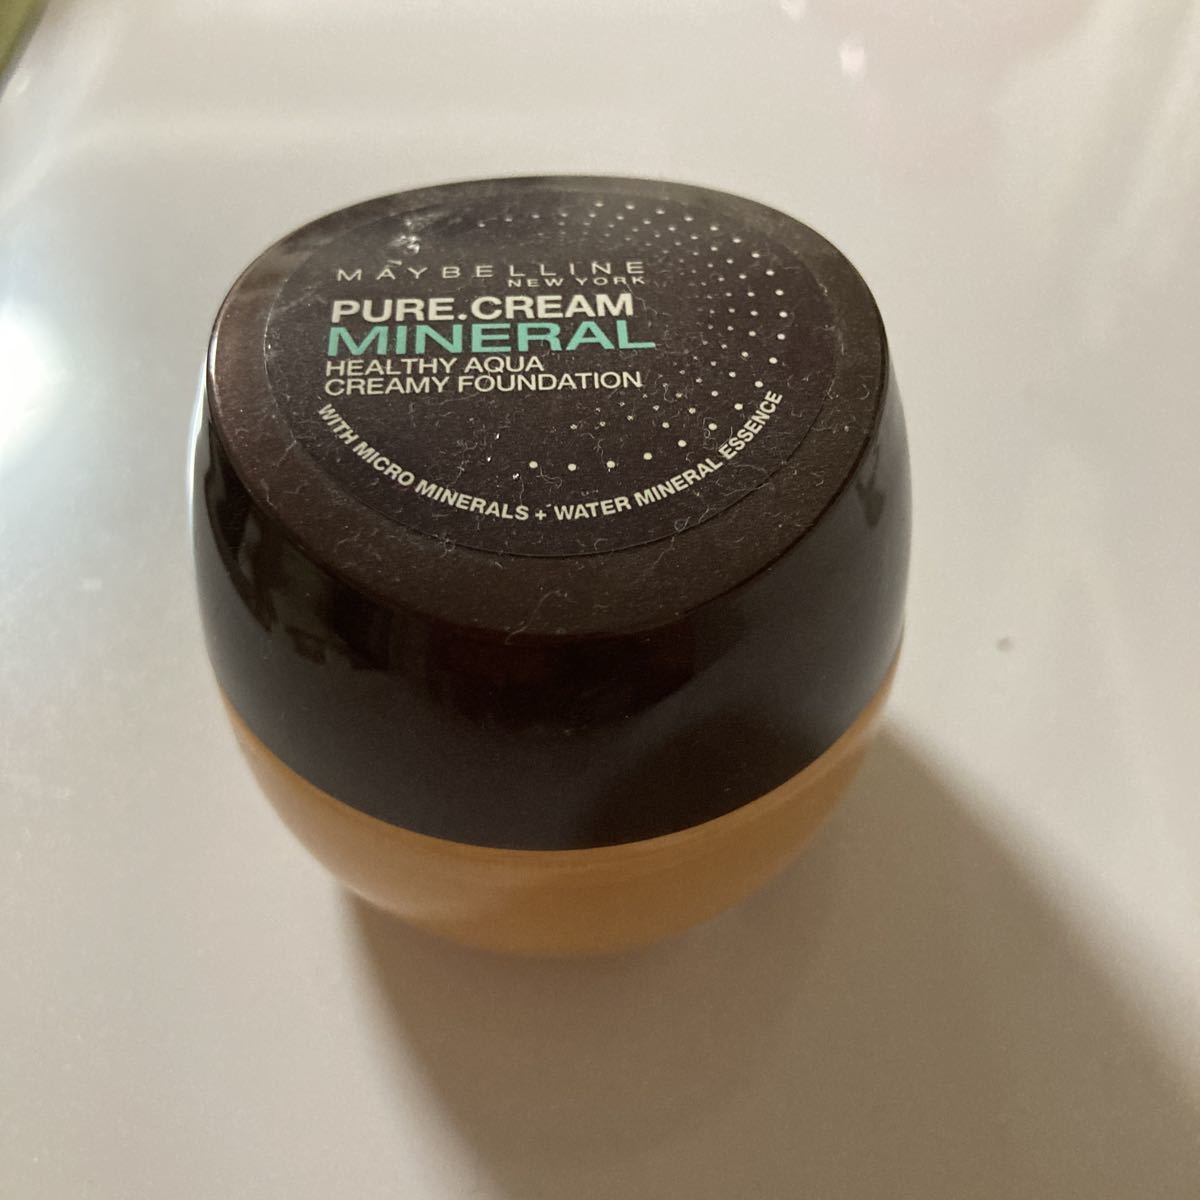 MAYBELLINE
NEW YORK
PURE.CREAM
MINERAL
HEALTHY AQUA
CREAMY FOUNDATION
WITH MICRO MINERALS + WATER MINERAL ESSENCE